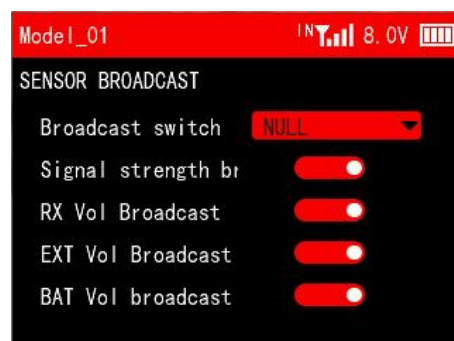 Model_01 IN 8.0V
SENSOR BROADCAST
Broadcast switch NULL
Signal strength br
RX Vol Broadcast
EXT Vol Broadcast
BAT Vol broadcast